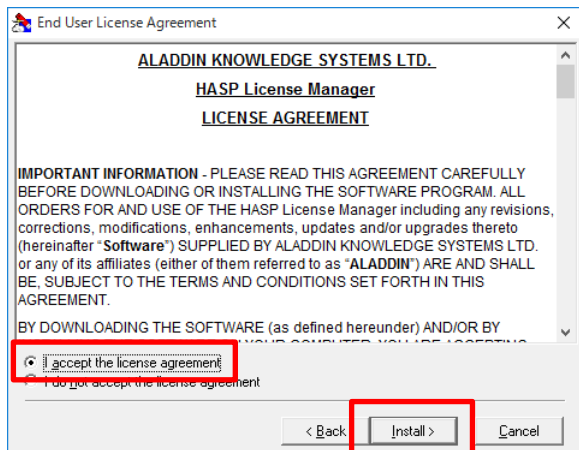 End User License Agreement
ALADDIN KNOWLEDGE SYSTEMS LTD.
HASP License Manager
LICENSE AGREEMENT
IMPORTANT INFORMATION - PLEASE READ THIS AGREEMENT CAREFULLY
BEFORE DOWNLOADING OR INSTALLING THE SOFTWARE PROGRAM. ALL
ORDERS FOR AND USE OF THE HASP License Manager including any revisions,
corrections, modifications, enhancements, updates and/or upgrades thereto
(hereinafter “Software”) SUPPLIED BY ALADDIN KNOWLEDGE SYSTEMS LTD.
or any of its affiliates (either of them referred to as “ALADDIN”) ARE AND SHALL
BE, SUBJECT TO THE TERMS AND CONDITIONS SET FORTH IN THIS
AGREEMENT.
BY DOWNLOADING THE SOFTWARE (as defined hereunder) AND/OR BY
YOUR COMPUTER, YOU ARE ACCEPTING
I accept the license agreement
I do not accept the license agreement
< Back
Install >
Cancel